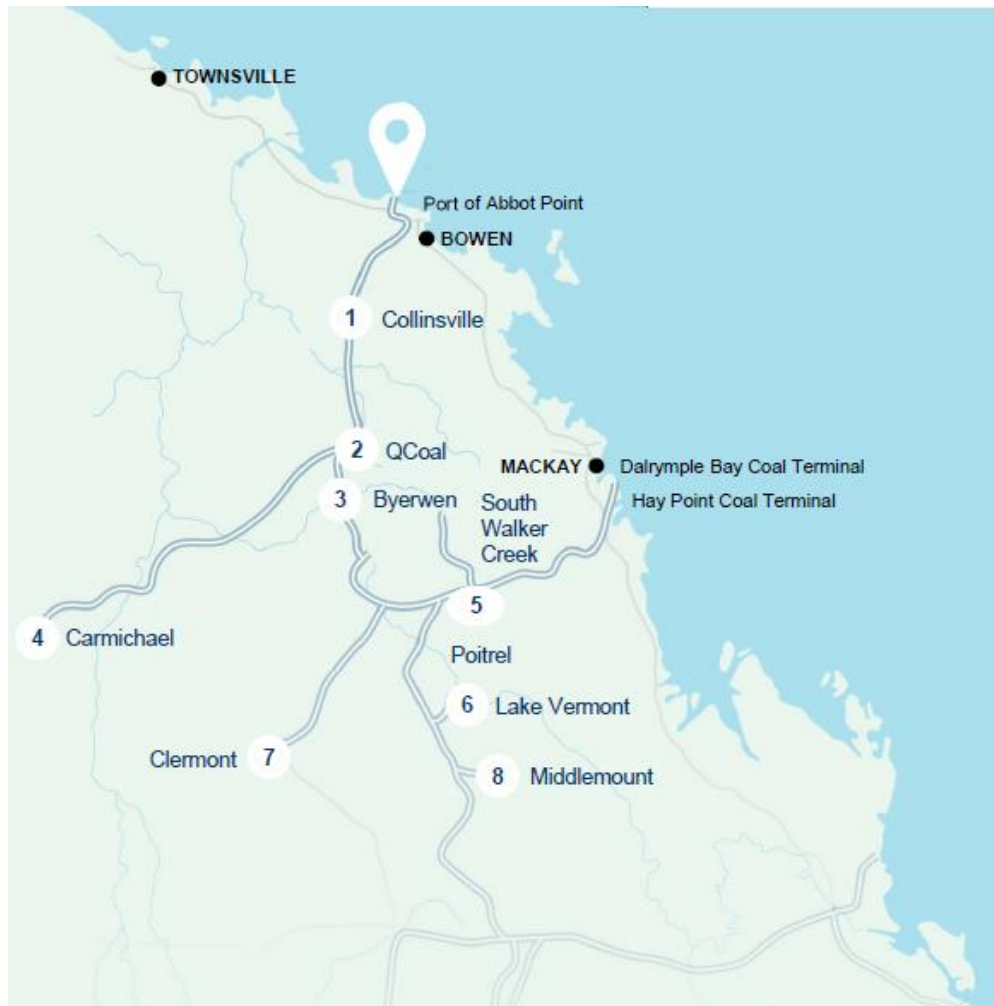 TOWNSVILLE
Port of Abbot Point
BOWEN
1 Collinsville
2 QCoal
MACKAY Dalrymple Bay Coal Terminal
3 Byerwen
South
Walker
Creek
Hay Point Coal Terminal
5
4 Carmichael
Poitrel
6 Lake Vermont
Clermont 7
8 Middlemount